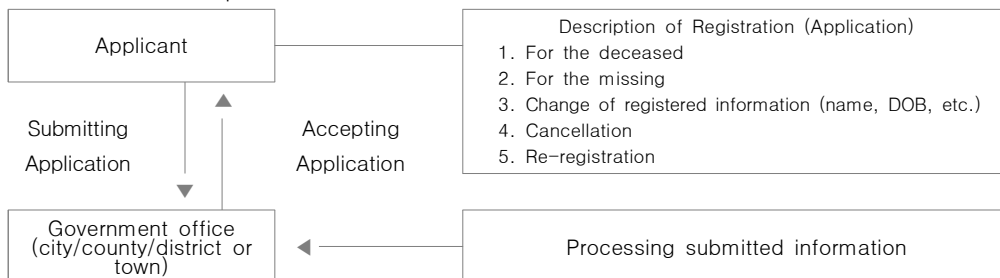 Applicant
Description of Registration (Application)
1. For the deceased
2. For the missing
3. Change of registered information (name, DOB, etc.)
4. Cancellation
5. Re-registration
Submitting
Application
Accepting
Application
Government office
(city/county/district or
town)
Processing submitted information